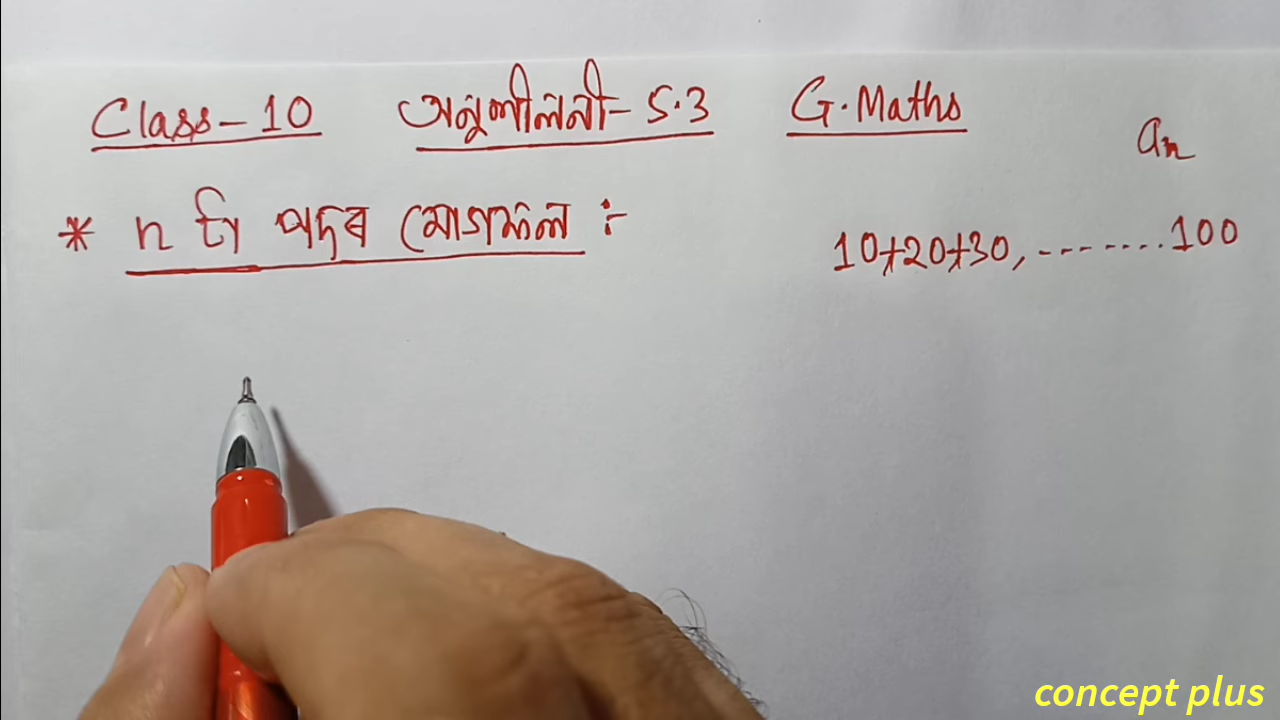 Class - 10 অনুশীলনী - 5.3 G. Maths
an
* n টা পদৰ যোগফল :-
10+20+30, -------.100
concept plus